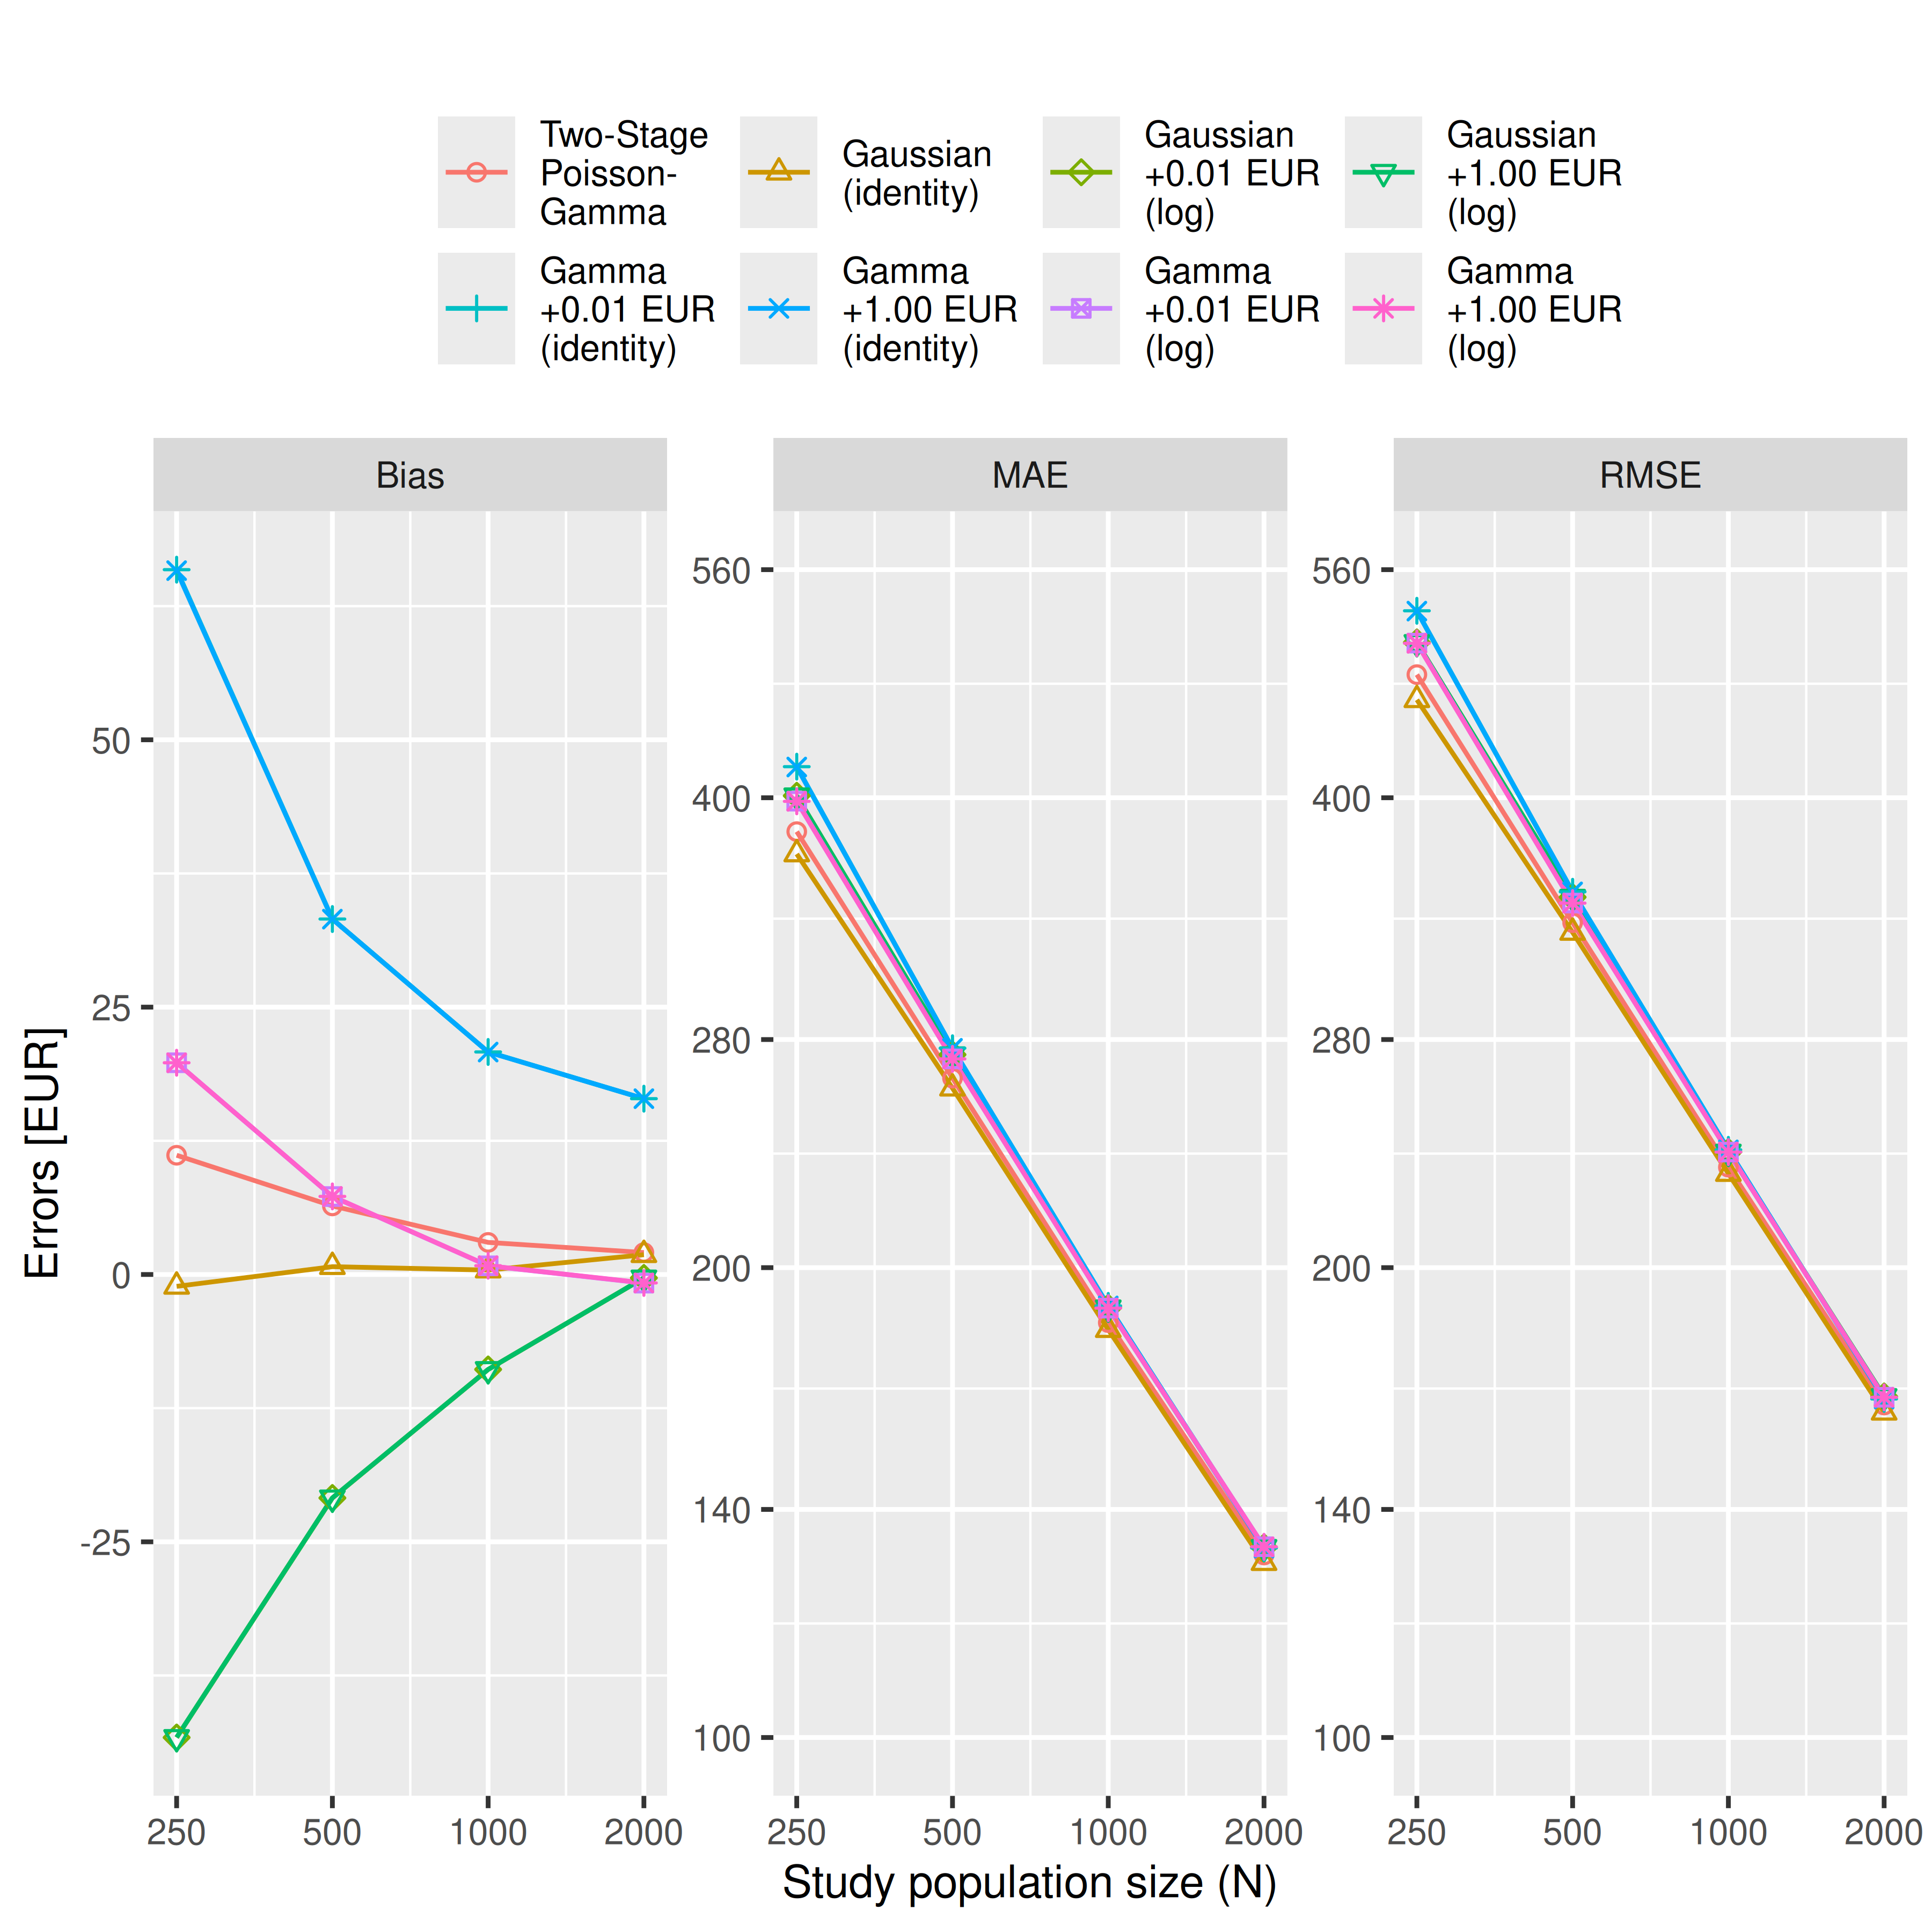 Two-Stage
Poisson-
Gamma
Gaussian
(identity)
Gaussian
+0.01 EUR
(log)
Gaussian
+1.00 EUR
(log)
Gamma
+0.01 EUR
(identity)
Gamma
+1.00 EUR
(identity)
Gamma
+0.01 EUR
(log)
Gamma
+1.00 EUR
(log)
Errors [EUR]
Bias
50
25
0
-25
250 500 1000 2000
MAE
560
400
280
200
140
100
250 500 1000 2000
RMSE
560
400
280
200
140
100
250 500 1000 2000
Study population size (N)